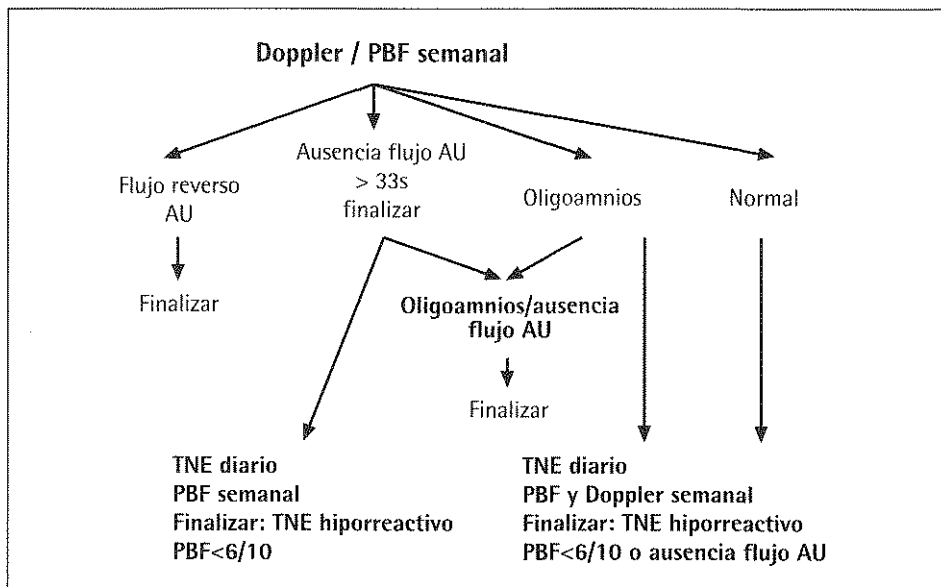 Doppler / PBF semanal
Flujo reverso
AU
Finalizar
Ausencia flujo AU
> 33s
finalizar
Oligoamnios
Normal
Oligoamnios/ausencia
flujo AU
Finalizar
TNE diario
PBF semanal
Finalizar: TNE hiporreactivo
PBF<6/10
TNE diario
PBF y Doppler semanal
Finalizar: TNE hiporreactivo
PBF<6/10 o ausencia flujo AU